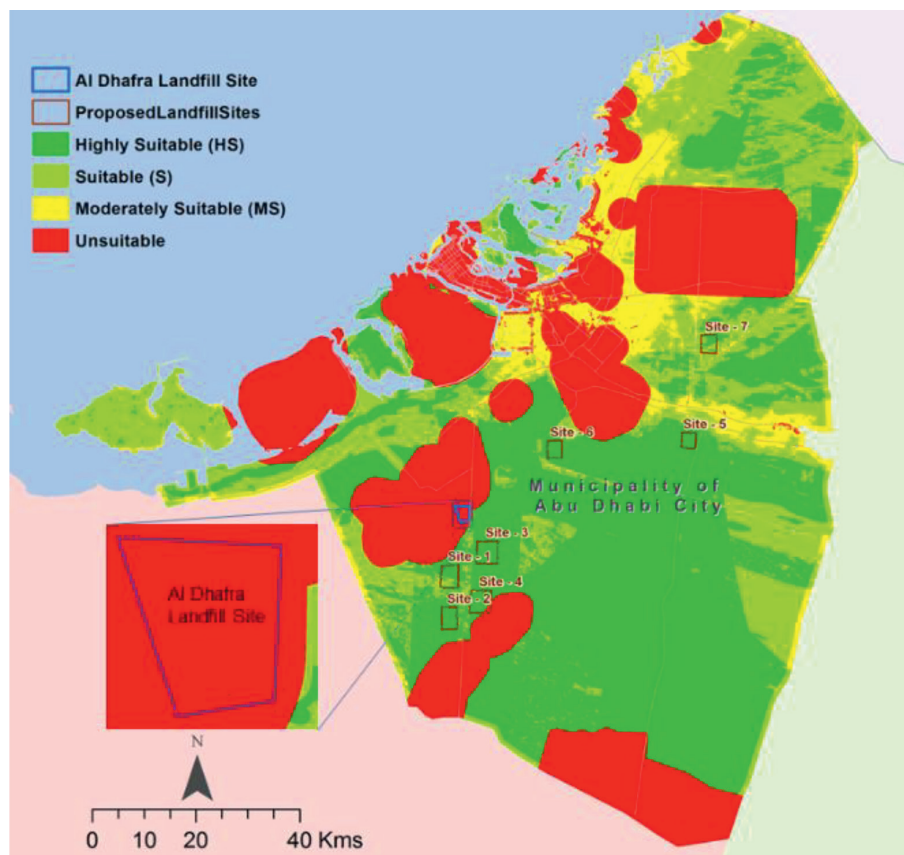 Al Dhafra Landfill Site
ProposedLandfillSites
Highly Suitable (HS)
Suitable (S)
Moderately Suitable (MS)
Unsuitable
Site - 7
Site - 6
Site - 5
Municipality of
Abu Dhabi City
Site - 3
Site - 1
Site - 4
Site - 2
Al Dhafra
Landfill Site
N
0 10 20 40 Kms